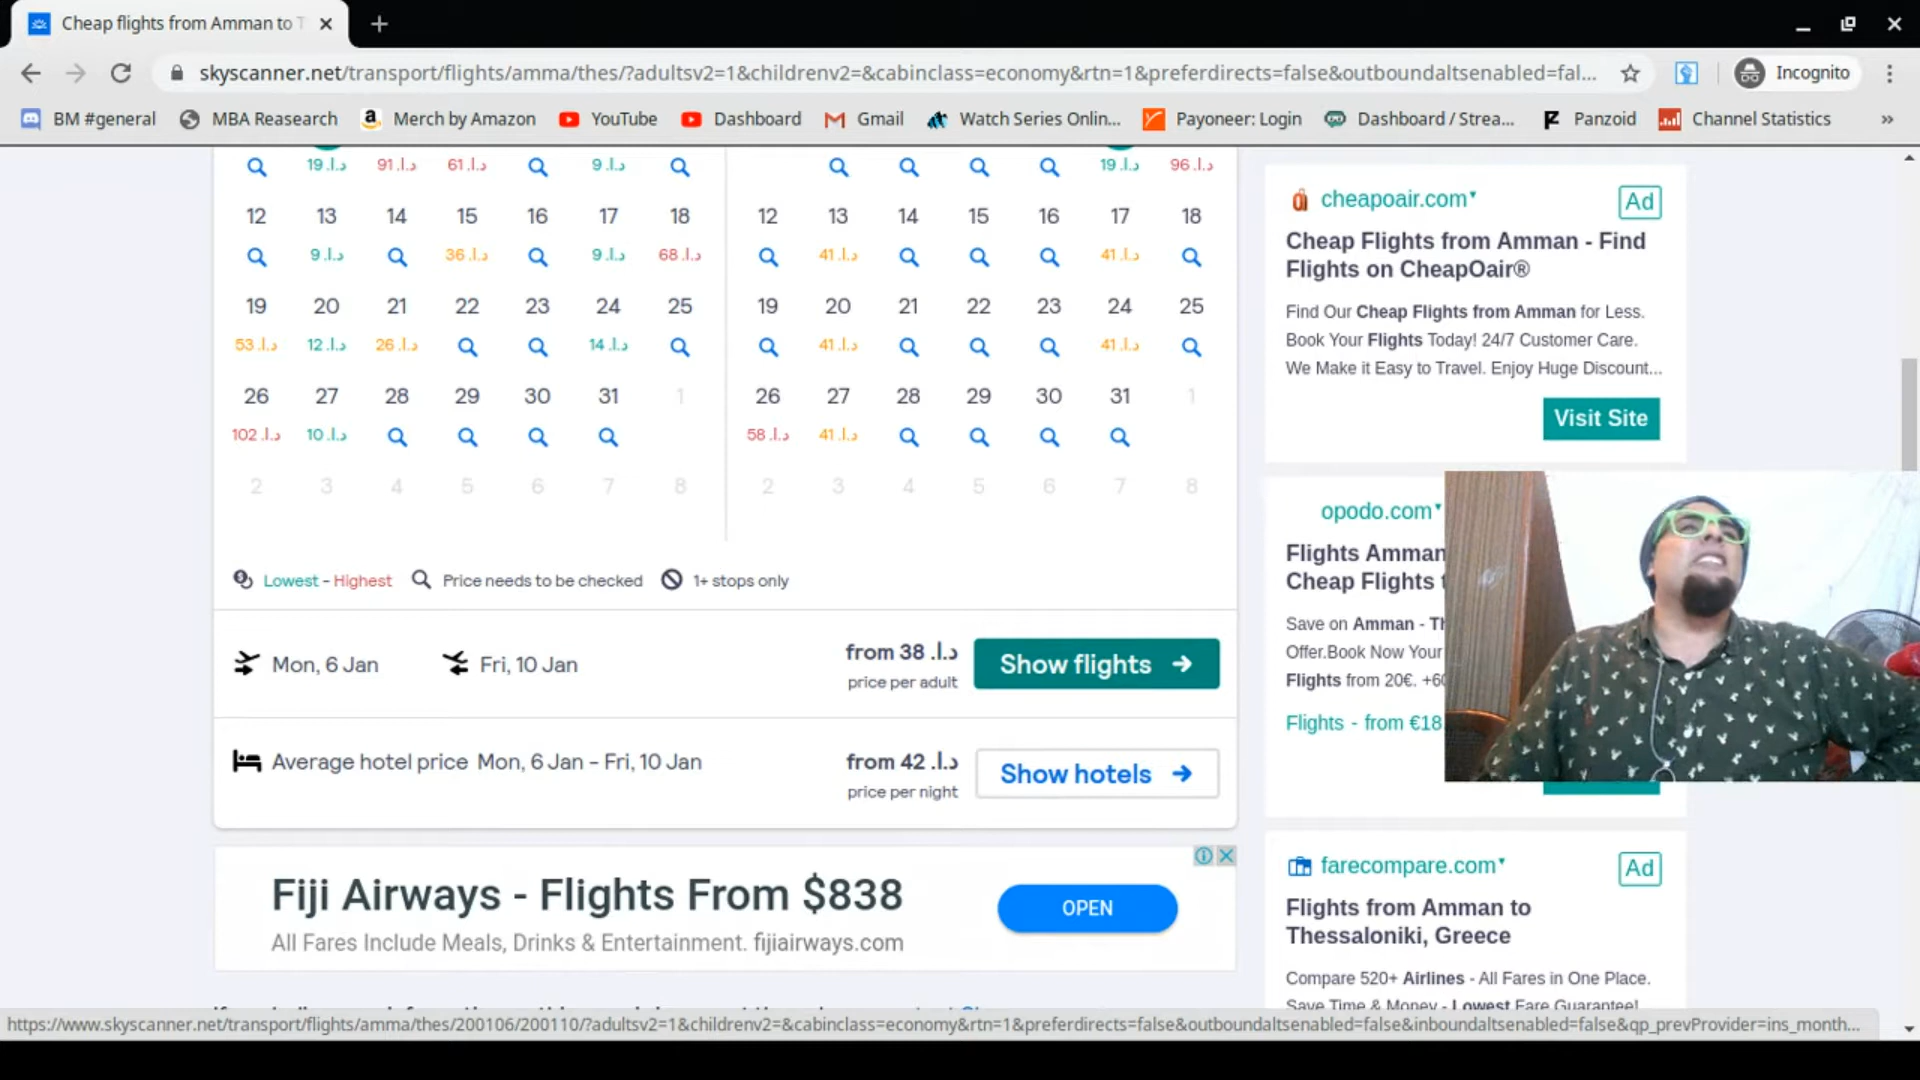 Cheap flights from Amman to T
skyscanner.net/transport/flights/amma/thes/?adultsv2=1&childrenv2=&cabinclass=economy&rtn=1&preferdirects=false&outboundaltsenabled=fal...
Incognito
BM #general
MBA Reasearch
Merch by Amazon
YouTube
Dashboard
Gmail
Watch Series Onlin...
Payoneer: Login
Dashboard / Strea...
Panzoid
Channel Statistics
»
19 د.ا. 91 د.ا. 61 د.ا. 9 د.ا.
12 13 14 15 16 17 18
9 د.ا. 36 د.ا. 9 د.ا. 68 د.ا.
19 20 21 22 23 24 25
53 د.ا. 12 د.ا. 26 د.ا. 14 د.ا.
26 27 28 29 30 31 1
102 د.ا. 10 د.ا.
2 3 4 5 6 7 8
19 د.ا. 96 د.ا.
12 13 14 15 16 17 18
41 د.ا. 41 د.ا.
19 20 21 22 23 24 25
41 د.ا. 41 د.ا.
26 27 28 29 30 31 1
58 د.ا. 41 د.ا.
2 3 4 5 6 7 8
Lowest - Highest Price needs to be checked 1+ stops only
Mon, 6 Jan Fri, 10 Jan
from 38 د.ا.
price per adult
Show flights →
Average hotel price Mon, 6 Jan - Fri, 10 Jan
from 42 د.ا.
price per night
Show hotels →
Fiji Airways - Flights From $838
All Fares Include Meals, Drinks & Entertainment. fijiairways.com
OPEN
cheapoair.com
Ad
Cheap Flights from Amman - Find
Flights on CheapOair®
Find Our Cheap Flights from Amman for Less.
Book Your Flights Today! 24/7 Customer Care.
We Make it Easy to Travel. Enjoy Huge Discount...
Visit Site
opodo.com
Flights Amman
Cheap Flights t
Save on Amman - Th
Offer.Book Now Your
Flights from 20€. +60
Flights - from €18
farecompare.com
Ad
Flights from Amman to
Thessaloniki, Greece
Compare 520+ Airlines - All Fares in One Place.
Save Time & Money - Lowest Fare Guarantee!
https://www.skyscanner.net/transport/flights/amma/thes/200106/200110/?adultsv2=1&childrenv2=&cabinclass=economy&rtn=1&preferdirects=false&outboundaltsenabled=false&inboundaltsenabled=false&qp_prevProvider=ins_month...